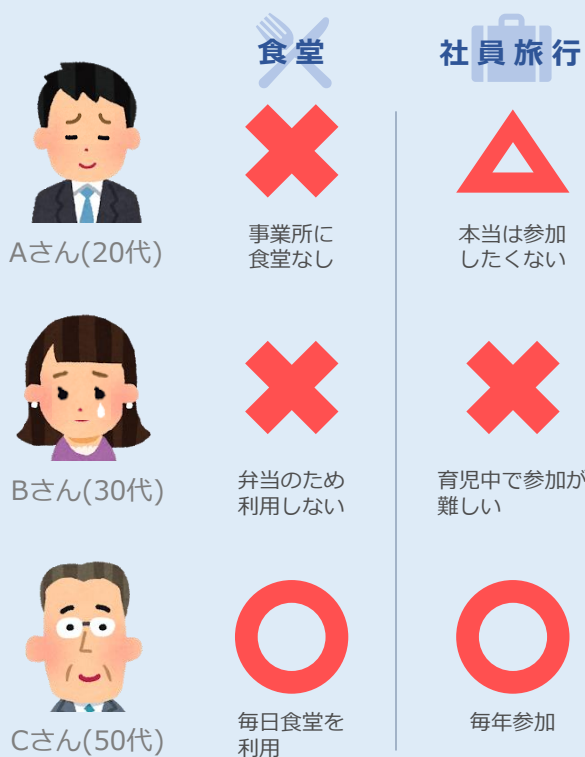 食堂
社員旅行
Aさん(20代)
事業所に
食堂なし
本当は参加
したくない
Bさん(30代)
弁当のため
利用しない
育児中で参加が
難しい
Cさん(50代)
毎日食堂を
利用
毎年参加